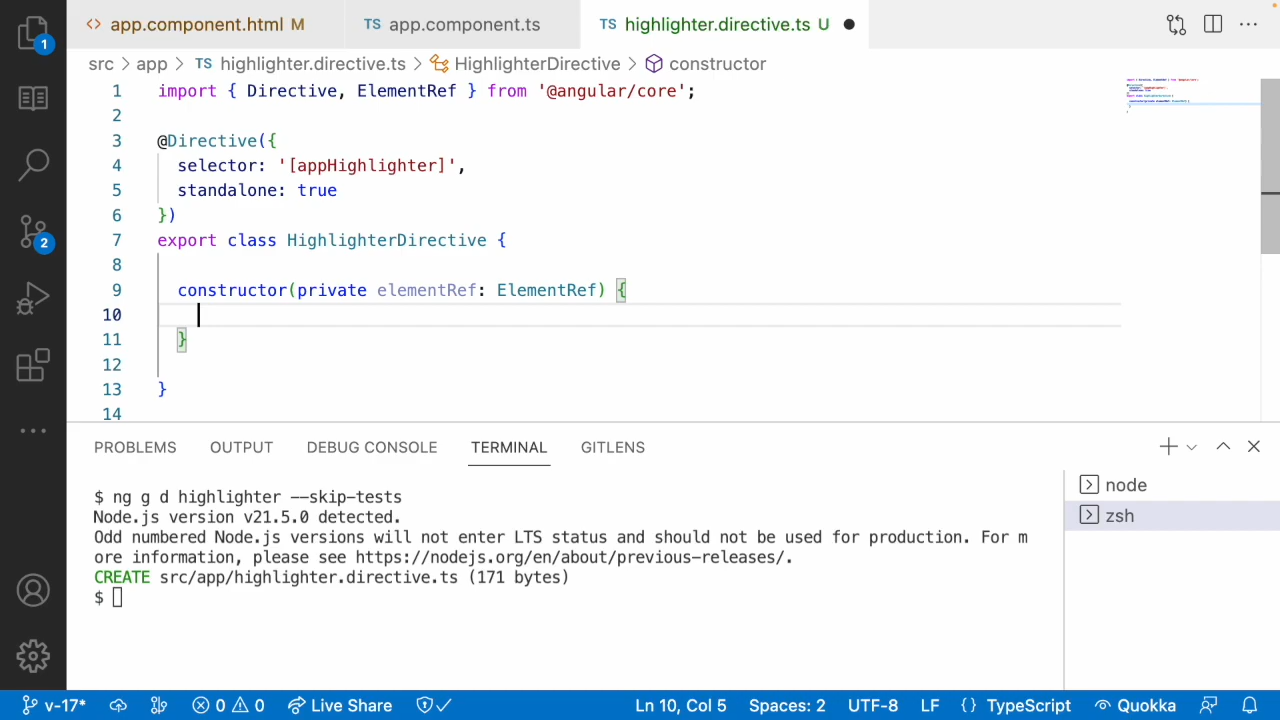 <> app.component.html M
TS app.component.ts
TS highlighter.directive.ts U
1
src > app > TS highlighter.directive.ts > HighlighterDirective > constructor
1 import { Directive, ElementRef } from '@angular/core';
2
3 @Directive({
4 selector: '[appHighlighter]',
5 standalone: true
6 })
7 export class HighlighterDirective {
8
9 constructor(private elementRef: ElementRef) {
10
11 }
12
13 }
14
2
PROBLEMS OUTPUT DEBUG CONSOLE TERMINAL GITLENS
$ ng g d highlighter --skip-tests
Node.js version v21.5.0 detected.
Odd numbered Node.js versions will not enter LTS status and should not be used for production. For m
ore information, please see https://nodejs.org/en/about/previous-releases/.
CREATE src/app/highlighter.directive.ts (171 bytes)
$
node
zsh
v-17* 0 0 Live Share Ln 10, Col 5 Spaces: 2 UTF-8 LF {} TypeScript Quokka